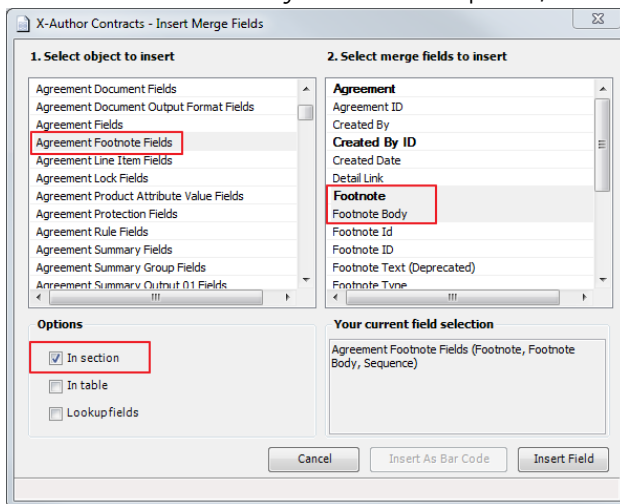 X-Author Contracts - Insert Merge Fields
1. Select object to insert
Agreement Document Fields
Agreement Document Output Format Fields
Agreement Fields
Agreement Footnote Fields
Agreement Line Item Fields
Agreement Lock Fields
Agreement Product Attribute Value Fields
Agreement Protection Fields
Agreement Rule Fields
Agreement Summary Fields
Agreement Summary Group Fields
Agreement Summary Output 01 Fields
2. Select merge fields to insert
Agreement
Agreement ID
Created By
Created By ID
Created Date
Detail Link
Footnote
Footnote Body
Footnote Id
Footnote ID
Footnote Text (Deprecated)
Footnote Type
Options
In section
In table
Lookup fields
Your current field selection
Agreement Footnote Fields (Footnote, Footnote
Body, Sequence)
Cancel
Insert As Bar Code
Insert Field